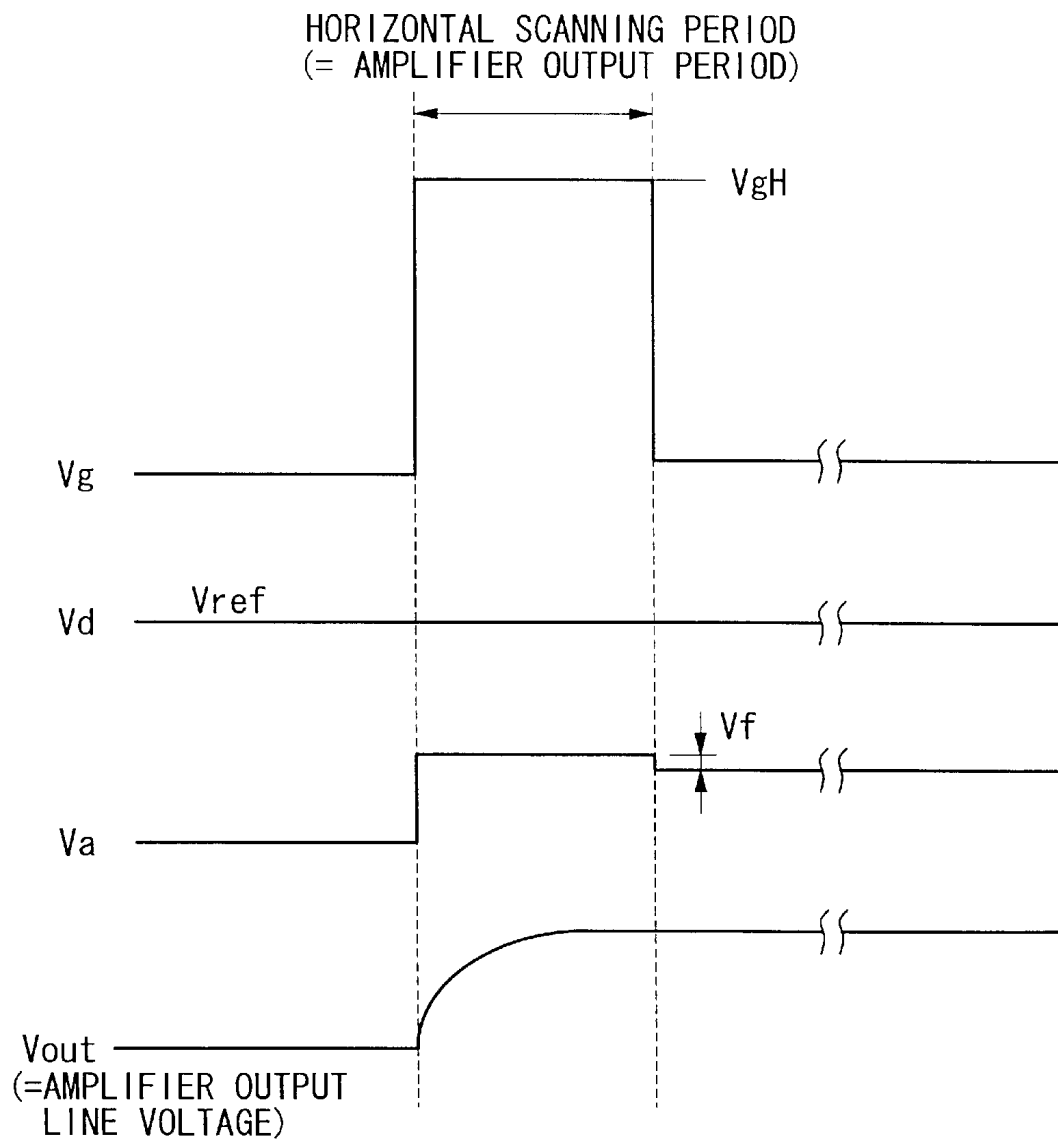 HORIZONTAL SCANNING PERIOD
(= AMPLIFIER OUTPUT PERIOD)
VgH
Vg
Vref
Vd
Vf
Va
Vout
(=AMPLIFIER OUTPUT
LINE VOLTAGE)